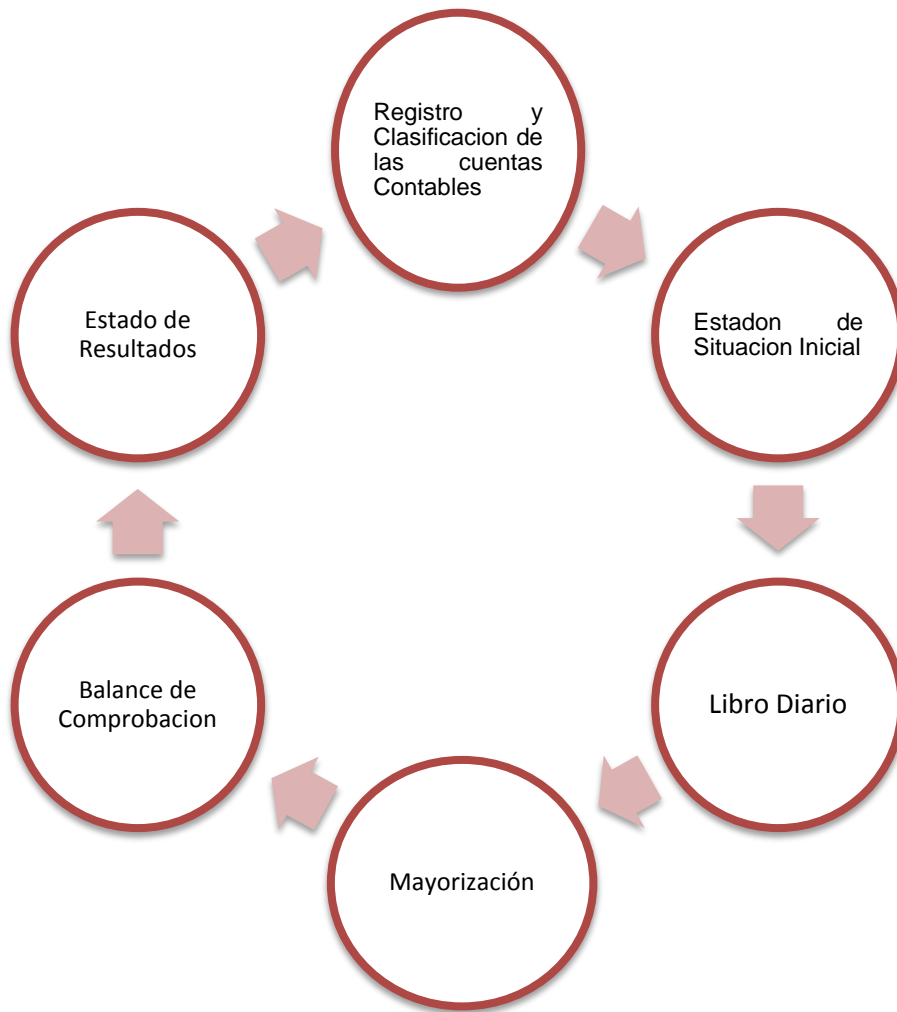 Registro y
Clasificacion de
las cuentas
Contables
Estadon de
Situacion Inicial
Libro Diario
Mayorización
Balance de
Comprobacion
Estado de
Resultados